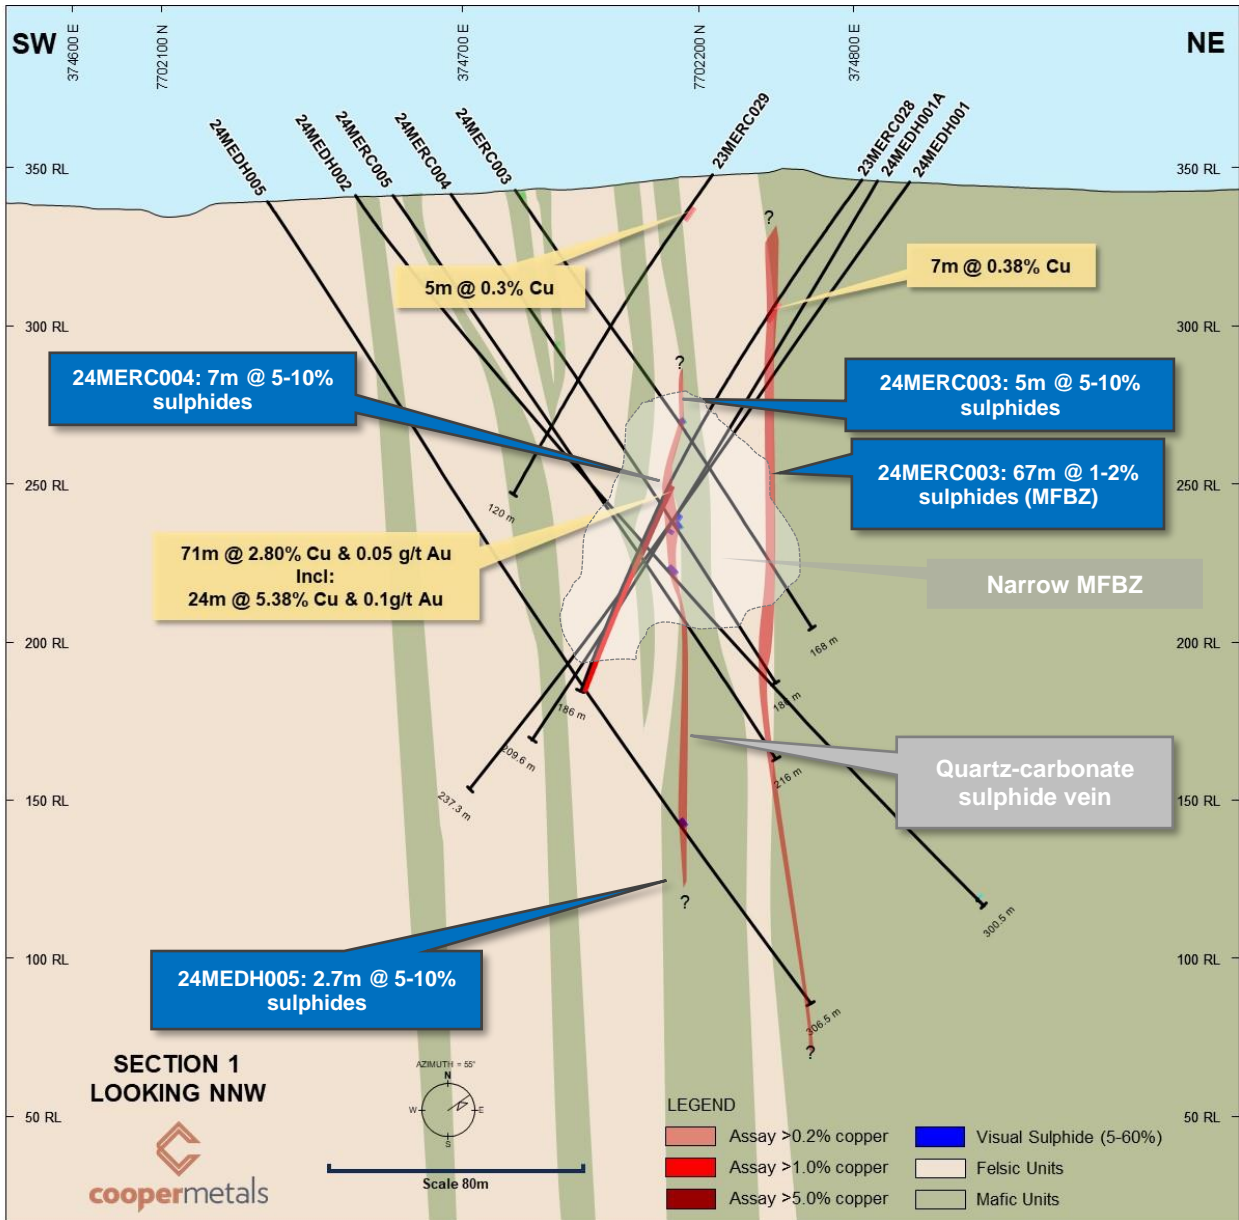 SW
374600 E
7702100 N
374700 E
7702200 N
374800 E
NE
24MEDH005
24MEDH002
24MERC005
24MERC004
24MERC003
23MERC029
23MERC028
24MEDH001A
24MEDH001
350 RL
350 RL
?
5m @ 0.3% Cu
7m @ 0.38% Cu
300 RL
300 RL
24MERC004: 7m @ 5-10%
sulphides
?
24MERC003: 5m @ 5-10%
sulphides
24MERC003: 67m @ 1-2%
sulphides (MFBZ)
250 RL
250 RL
120 m
71m @ 2.80% Cu & 0.05 g/t Au
Incl:
24m @ 5.38% Cu & 0.1g/t Au
Narrow MFBZ
200 RL
200 RL
168 m
186 m
209.6 m
237.3 m
216 m
Quartz-carbonate
sulphide vein
150 RL
150 RL
?
300.5 m
100 RL
100 RL
24MEDH005: 2.7m @ 5-10%
sulphides
306.5 m
?
SECTION 1
LOOKING NNW
AZIMUTH = 55°
N
W
E
S
50 RL
50 RL
Scale 80m
coopermetals
LEGEND
Assay >0.2% copper
Assay >1.0% copper
Assay >5.0% copper
Visual Sulphide (5-60%)
Felsic Units
Mafic Units